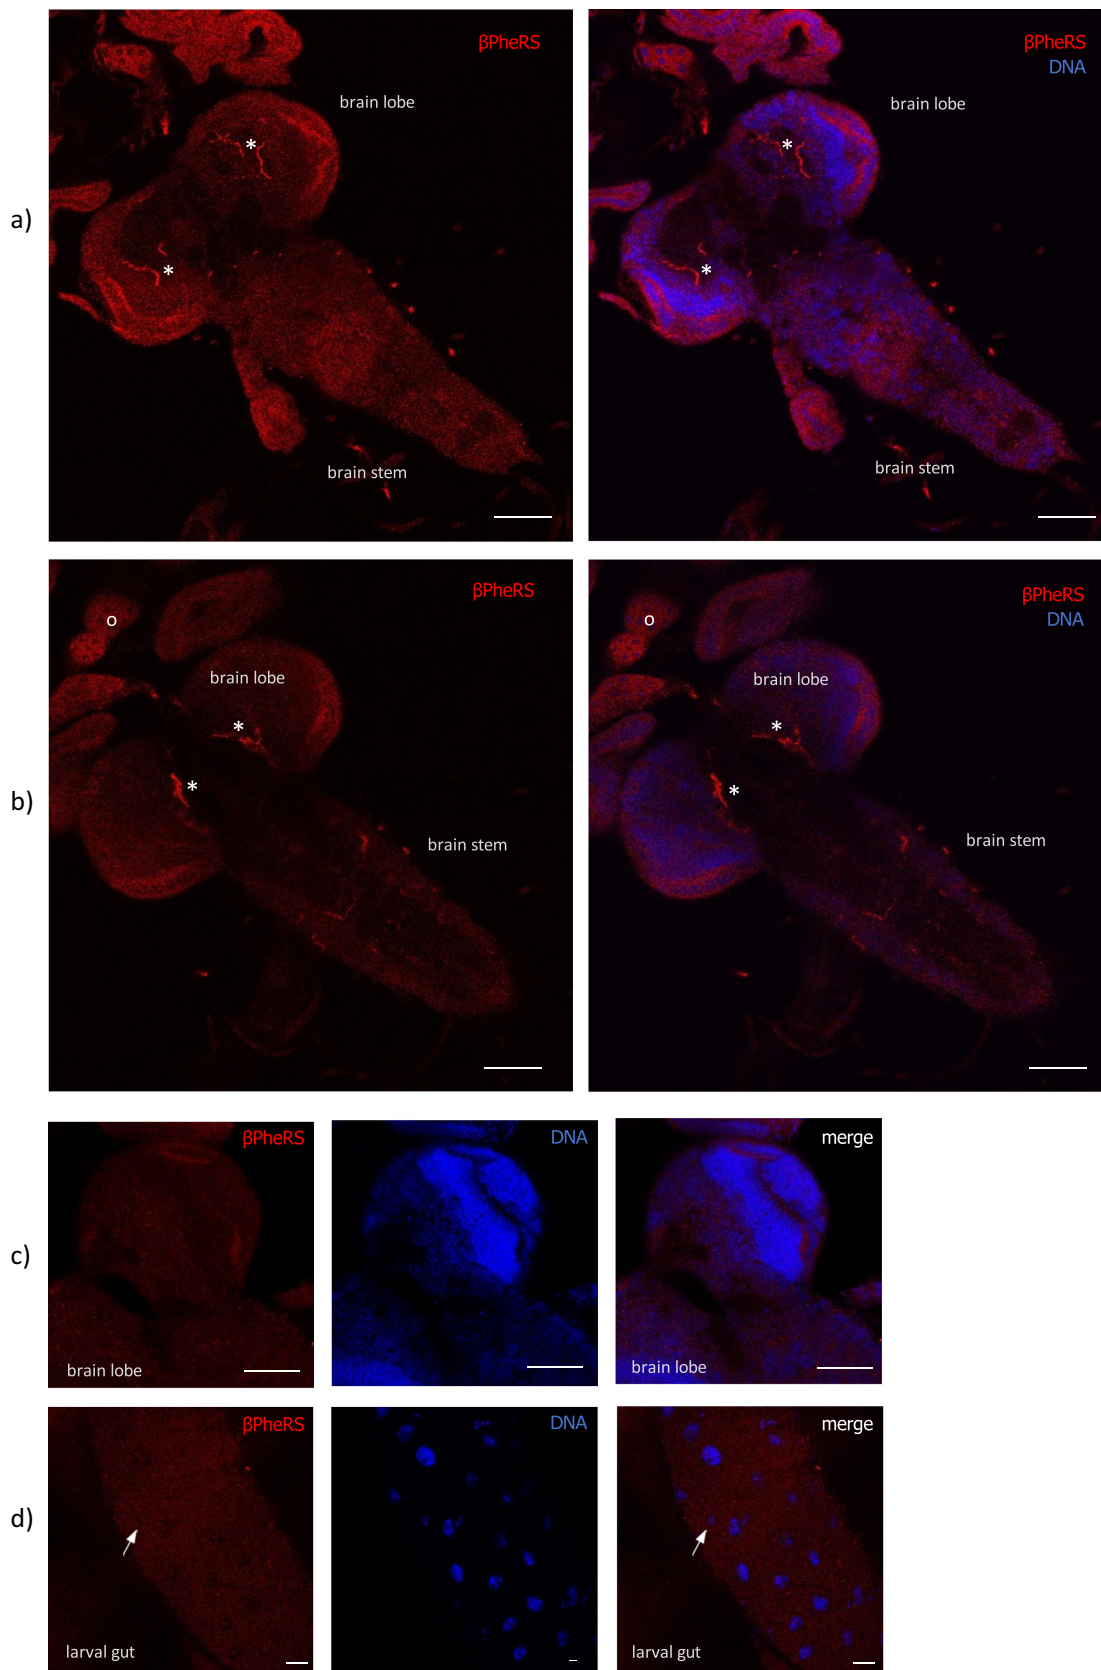 a)
βPheRS
brain lobe
*
*
brain stem
βPheRS
DNA
brain lobe
*
*
brain stem
b)
βPheRS
o
brain lobe
*
*
brain stem
βPheRS
DNA
o
brain lobe
*
*
brain stem
c)
βPheRS
brain lobe
DNA
merge
brain lobe
d)
βPheRS
larval gut
DNA
merge
larval gut